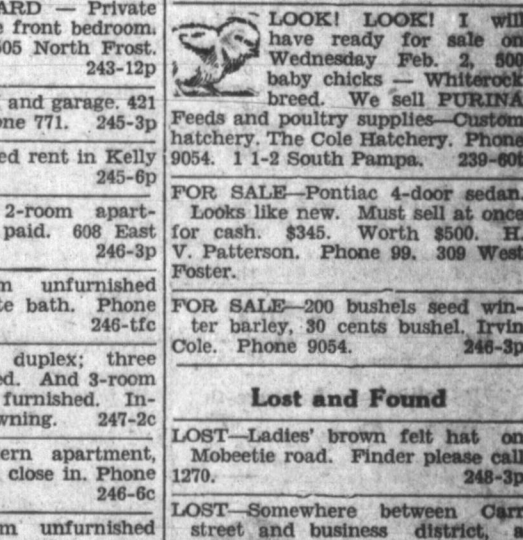 ARD — Private
front bedroom.
505 North Frost.
243-12p
and garage. 421
one 771. 245-3p
ed rent in Kelly
245-6p
2-room apart-
paid. 608 East
246-3p
m unfurnished
te bath. Phone
246-tfc
duplex; three
ed. And 3-room
furnished. In-
wning. 247-2c
ern apartment,
close in. Phone
246-6c
m unfurnished
LOOK! LOOK! I will
have ready for sale on
Wednesday Feb. 2, 500
baby chicks — Whiterock
breed. We sell PURINA
Feeds and poultry supplies—Custom
hatchery. The Cole Hatchery. Phone
9054. 1 1-2 South Pampa. 239-60t
FOR SALE—Pontiac 4-door sedan.
Looks like new. Must sell at once
for cash. $345. Worth $500. H.
V. Patterson. Phone 99. 309 West
Foster.
FOR SALE—200 bushels seed win-
ter barley, 30 cents bushel. Irvin
Cole. Phone 9054. 246-3p
Lost and Found
LOST—Ladies' brown felt hat on
Mobeetie road. Finder please call
1270. 248-3p
LOST—Somewhere between Carr
street and business district, a